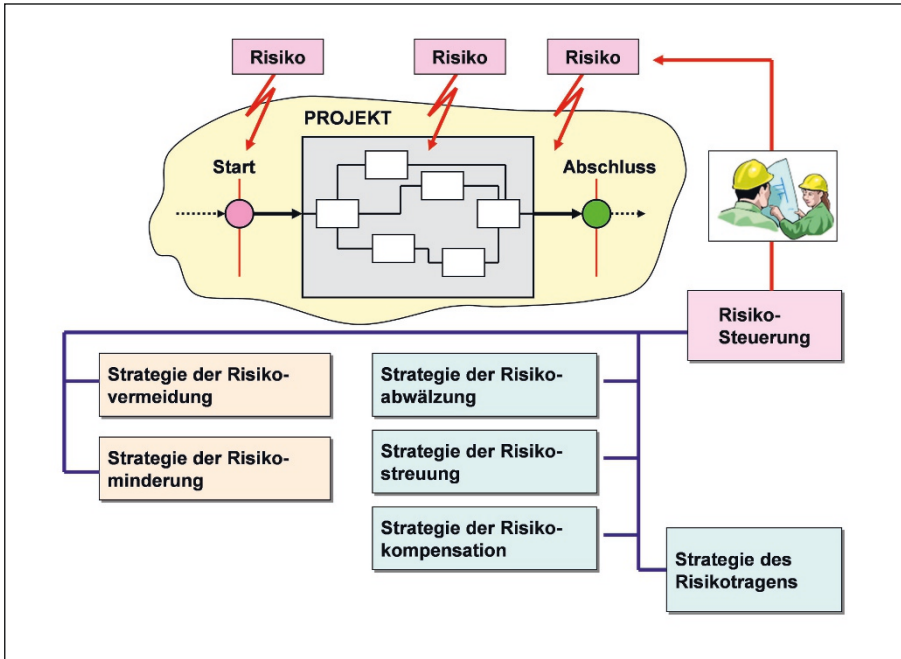 Risiko
Risiko
Risiko
PROJEKT
Start
Abschluss
Risiko-
Steuerung
Strategie der Risiko-
vermeidung
Strategie der Risiko-
minderung
Strategie der Risiko-
abwälzung
Strategie der Risiko-
streuung
Strategie der Risiko-
kompensation
Strategie des
Risikotragens